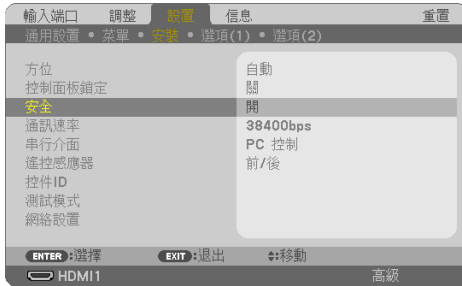 輸入端口 調整 設置 信息 重置
通用設置 • 菜單 • 安裝 • 選項(1) • 選項(2)
方位 自動
控制面板鎖定 關
安全 開
通訊速率 38400bps
串行介面 PC 控制
遙控感應器 前/後
控件ID
測試模式
網絡設置
ENTER :選擇 EXIT :退出 :移動
HDMI1 高級